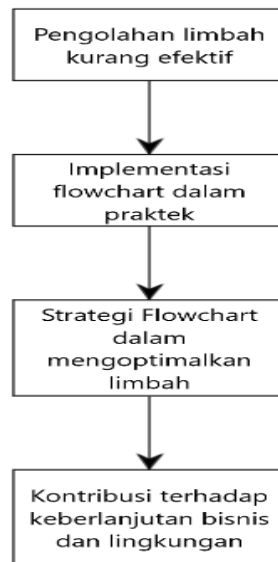 Pengolahan limbah
kurang efektif
Implementasi
flowchart dalam
praktek
Strategi Flowchart
dalam
mengoptimalkan
limbah
Kontribusi terhadap
keberlanjutan bisnis
dan lingkungan